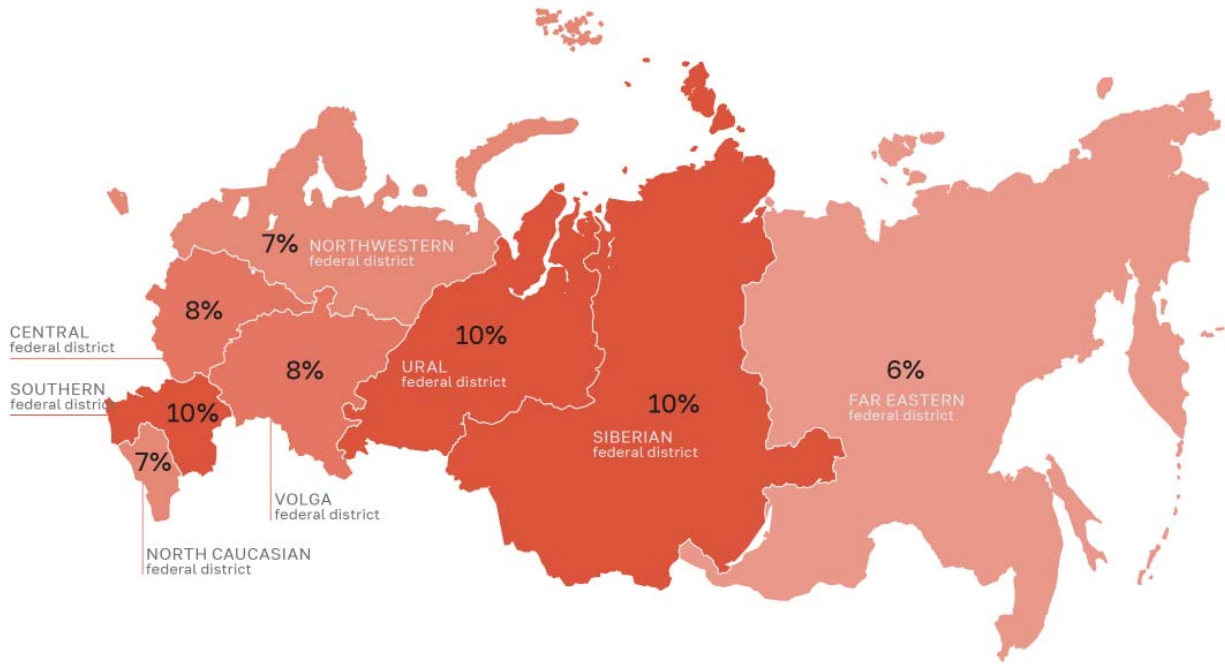 7%
NORTHWESTERN
federal district
8%
CENTRAL
federal district
10%
URAL
federal district
8%
6%
FAR EASTERN
federal district
SOUTHERN
federal district
10%
10%
SIBERIAN
federal district
7%
VOLGA
federal district
NORTH CAUCASIAN
federal district